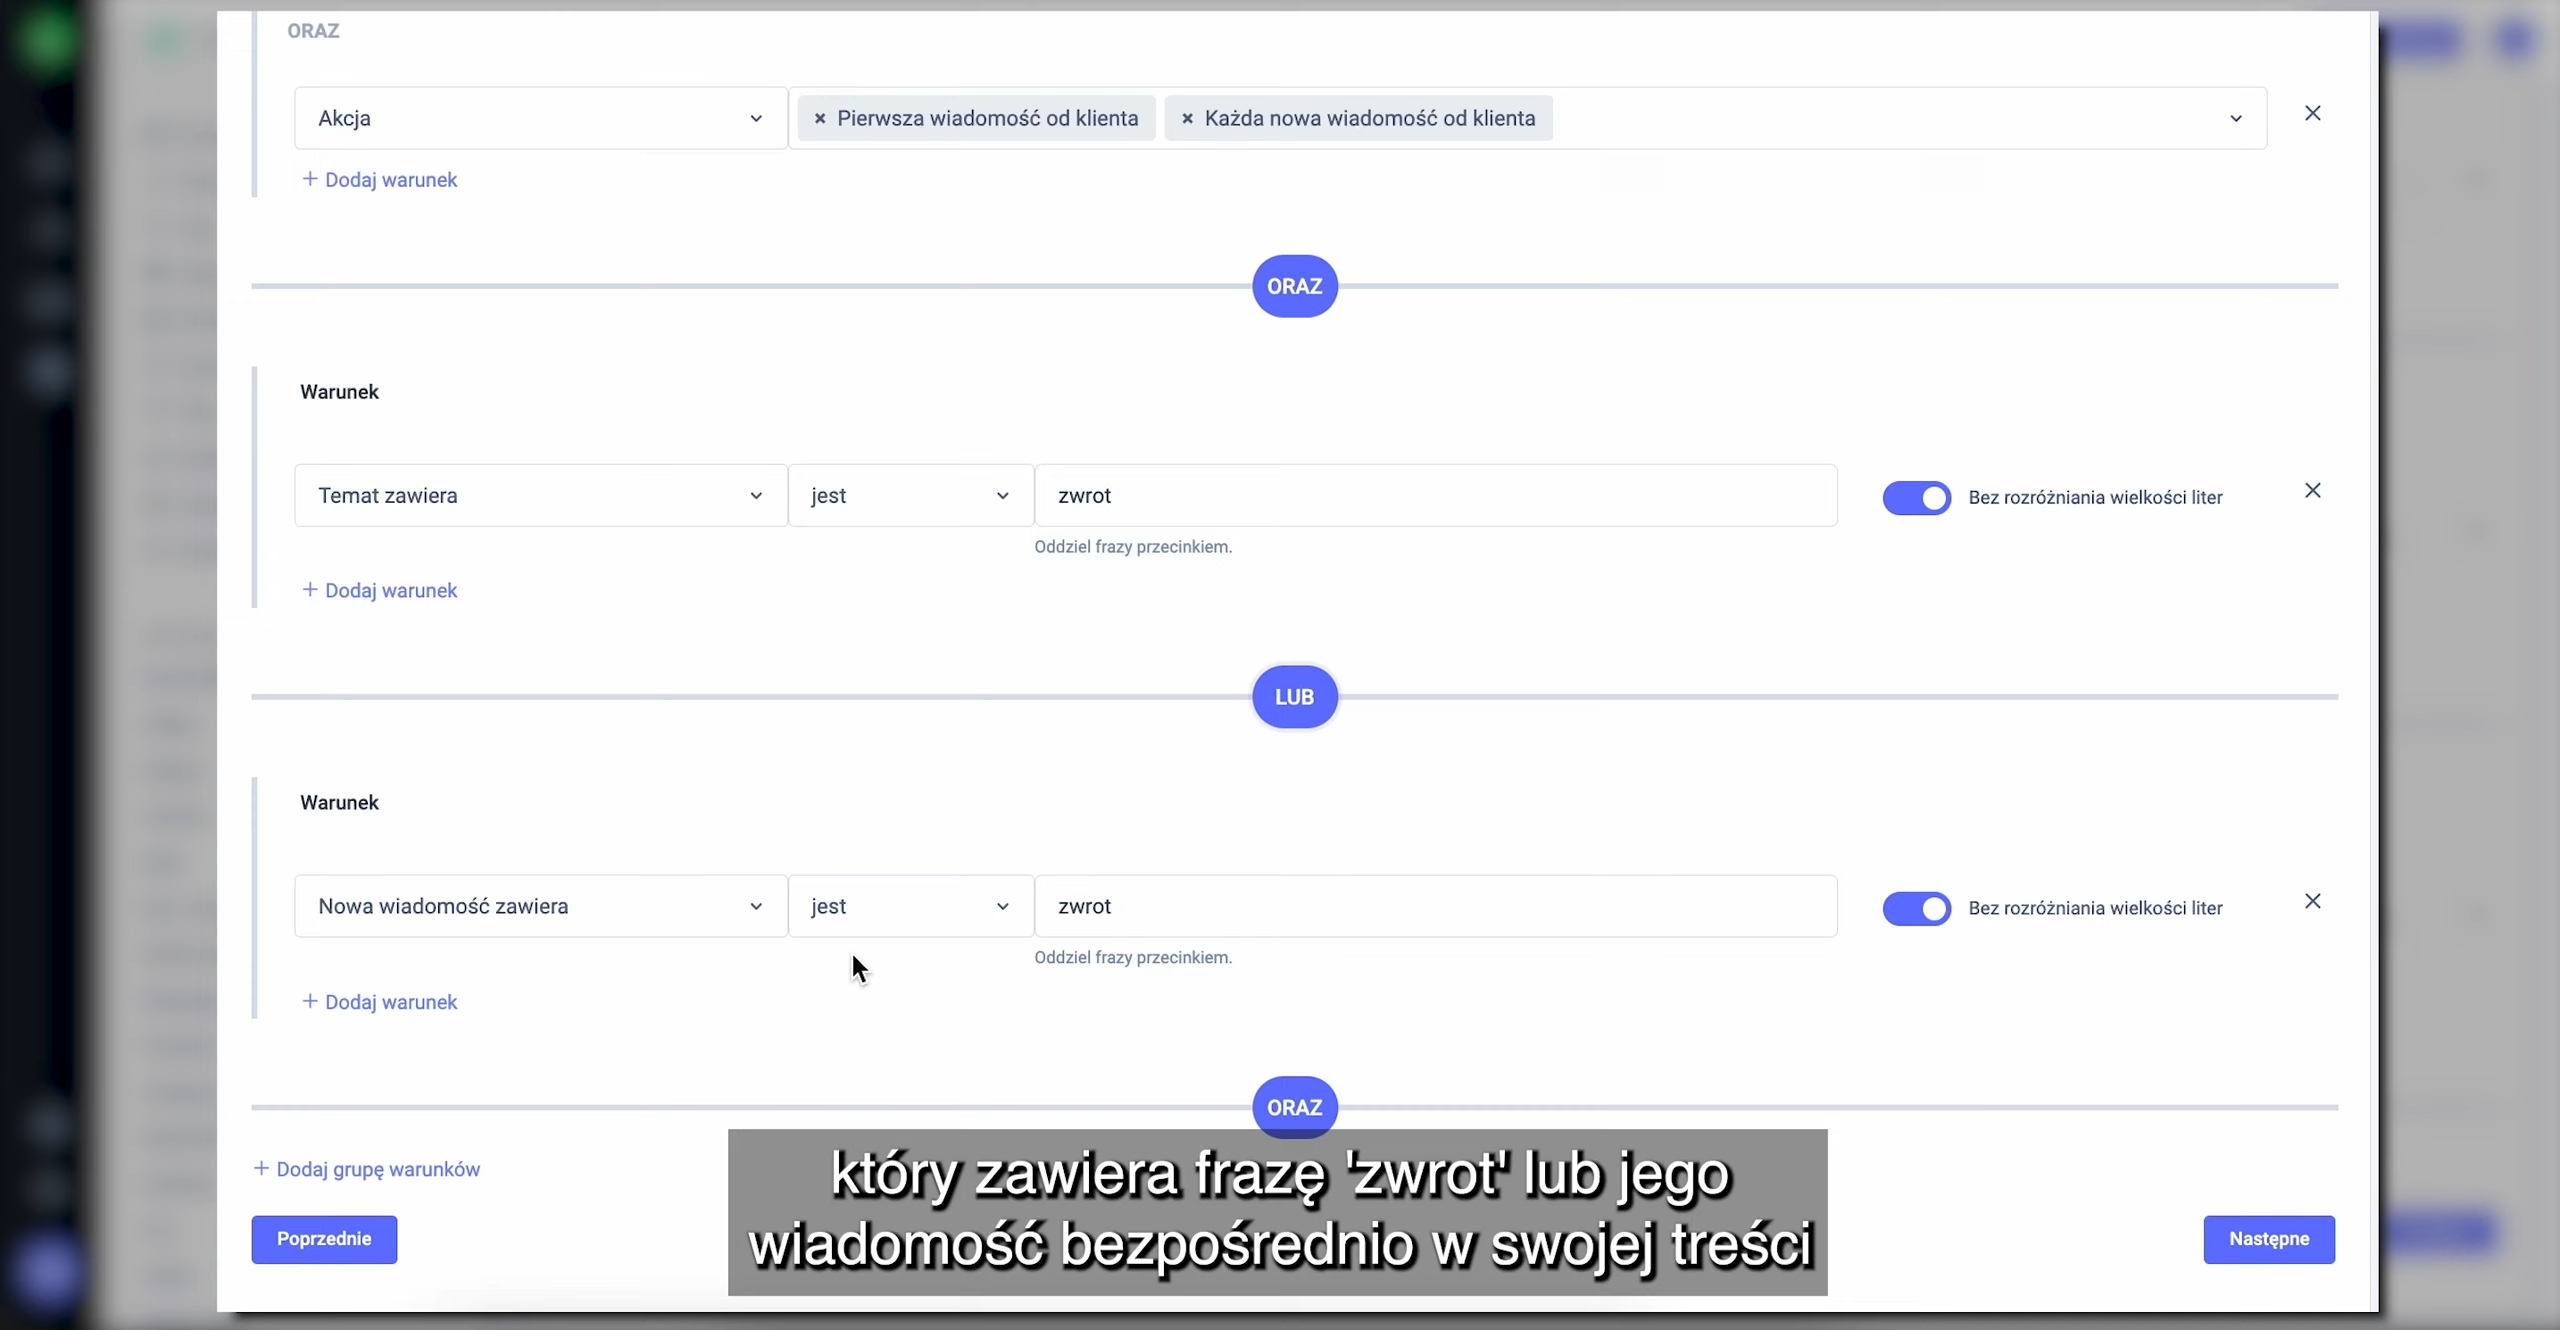 ORAZ
Akcja × Pierwsza wiadomość od klienta × Każda nowa wiadomość od klienta
+ Dodaj warunek
ORAZ
Warunek
Temat zawiera jest zwrot Bez rozróżniania wielkości liter
Oddziel frazy przecinkiem.
+ Dodaj warunek
LUB
Warunek
Nowa wiadomość zawiera jest zwrot Bez rozróżniania wielkości liter
Oddziel frazy przecinkiem.
+ Dodaj warunek
ORAZ
+ Dodaj grupę warunków
który zawiera frazę 'zwrot' lub jego
wiadomość bezpośrednio w swojej treści
Poprzednie Następne